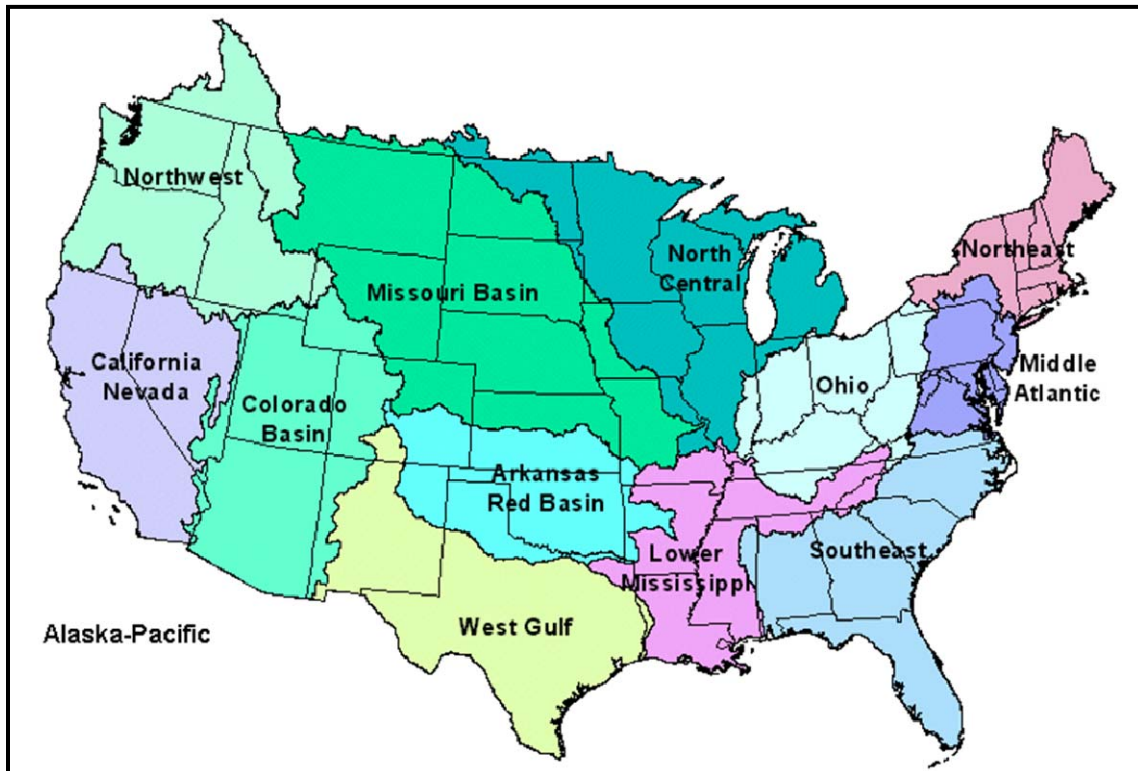 Northwest
Missouri Basin
North
Central
Northeast
California
Nevada
Colorado
Basin
Ohio
Middle
Atlantic
Arkansas
Red Basin
Lower
Mississippi
Southeast
West Gulf
Alaska-Pacific